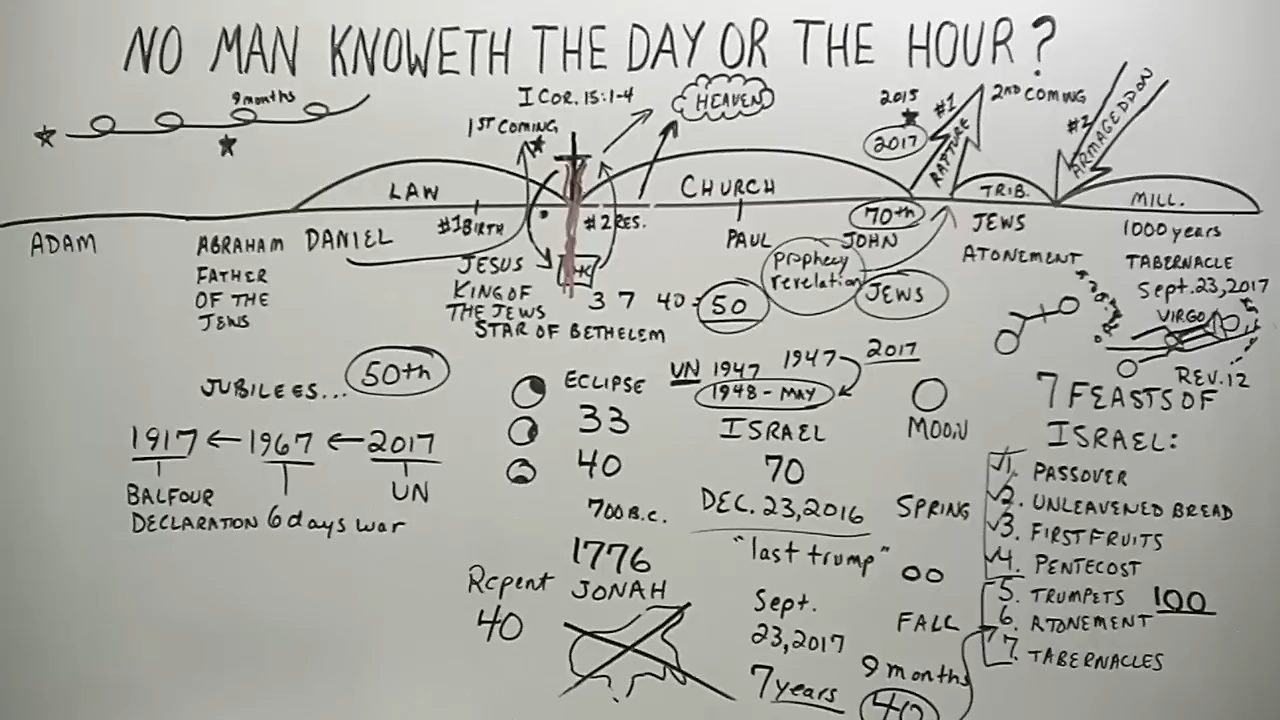 NO MAN KNOWETH THE DAY OR THE HOUR?
9 months
I COR. 15:1-4
HEAVEN
1ST COMING
2015
2017
#1
RAPTURE
2ND COMING
#2
ARMAGEDDON
LAW
CHURCH
TRIB.
MILL.
ADAM
ABRAHAM
FATHER
OF THE
JEWS
DANIEL
#1 BIRTH
#2 RES.
JESUS
KING OF
THE JEWS
STAR OF BETHELEM
PAUL
70th
JOHN
JEWS
ATONEMENT
1000 years
TABERNACLE
Sept. 23, 2017
VIRGO
REV. 12
prophecy
revelation
JEWS
3 7 40 50
JUBILEES... 50th
1917 ← 1967 ← 2017
BALFOUR
DECLARATION
6 days war
UN
ECLIPSE
33
40
700 B.C.
1776
JONAH
Repent
40
UN 1947 1947 2017
1948 - MAY
ISRAEL
70
DEC. 23, 2016
"last trump"
Sept.
23, 2017
7 years
MOON
SPRING
FALL
9 months
40
7 FEASTS OF
ISRAEL:
1. PASSOVER
2. UNLEAVENED BREAD
3. FIRSTFRUITS
4. PENTECOST
5. TRUMPETS 100
6. ATONEMENT
7. TABERNACLES